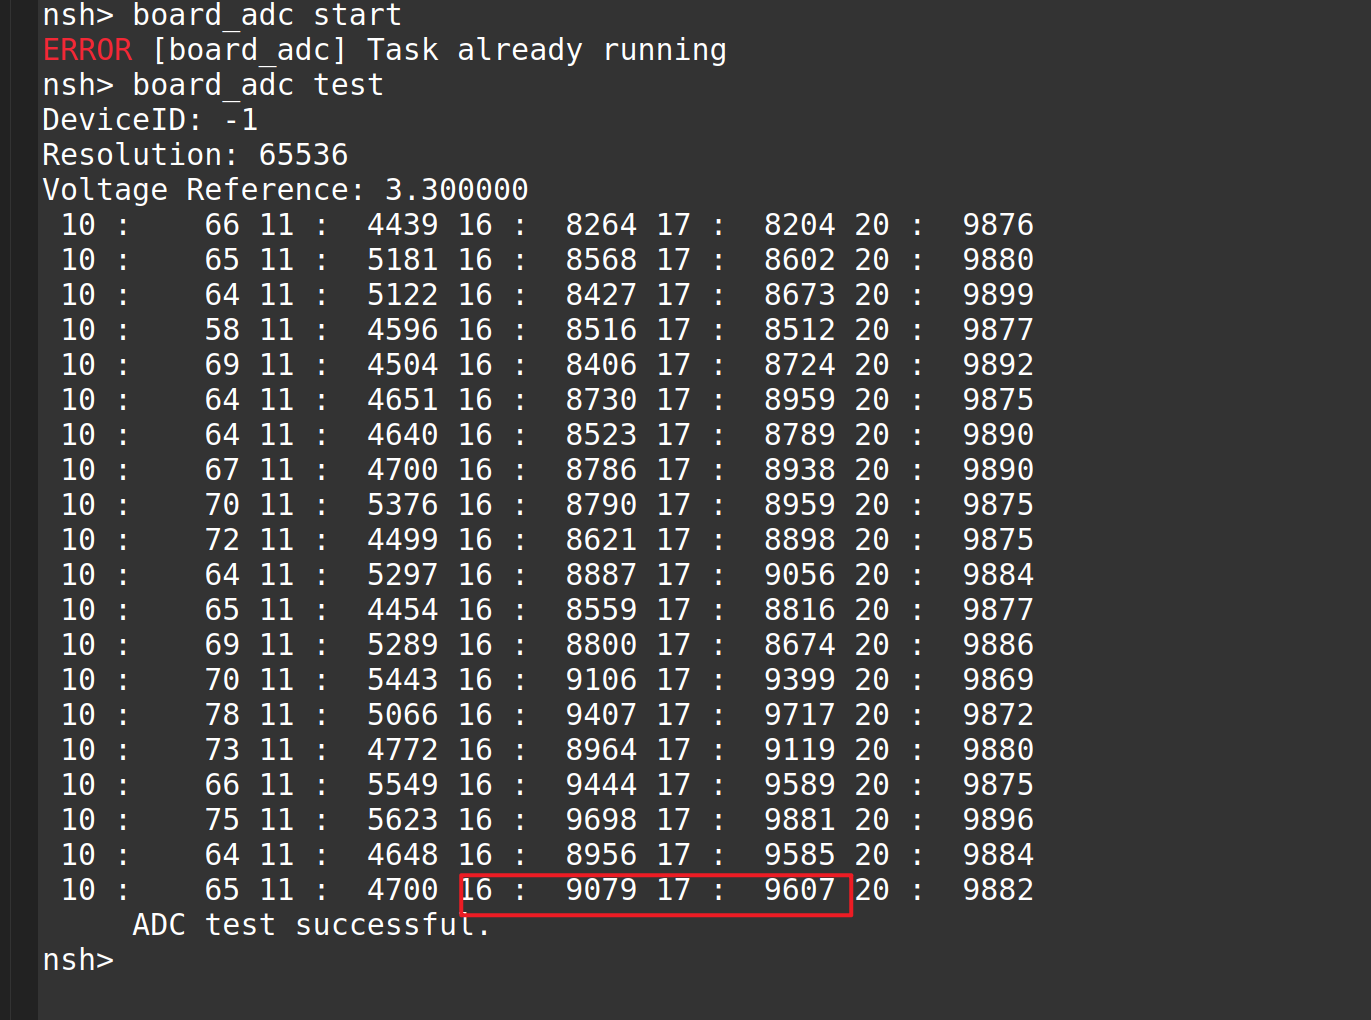 nsh> board_adc start
ERROR [board_adc] Task already running
nsh> board_adc test
DeviceID: -1
Resolution: 65536
Voltage Reference: 3.300000
10 : 66 11 : 4439 16 : 8264 17 : 8204 20 : 9876
10 : 65 11 : 5181 16 : 8568 17 : 8602 20 : 9880
10 : 64 11 : 5122 16 : 8427 17 : 8673 20 : 9899
10 : 58 11 : 4596 16 : 8516 17 : 8512 20 : 9877
10 : 69 11 : 4504 16 : 8406 17 : 8724 20 : 9892
10 : 64 11 : 4651 16 : 8730 17 : 8959 20 : 9875
10 : 64 11 : 4640 16 : 8523 17 : 8789 20 : 9890
10 : 67 11 : 4700 16 : 8786 17 : 8938 20 : 9890
10 : 70 11 : 5376 16 : 8790 17 : 8959 20 : 9875
10 : 72 11 : 4499 16 : 8621 17 : 8898 20 : 9875
10 : 64 11 : 5297 16 : 8887 17 : 9056 20 : 9884
10 : 65 11 : 4454 16 : 8559 17 : 8816 20 : 9877
10 : 69 11 : 5289 16 : 8800 17 : 8674 20 : 9886
10 : 70 11 : 5443 16 : 9106 17 : 9399 20 : 9869
10 : 78 11 : 5066 16 : 9407 17 : 9717 20 : 9872
10 : 73 11 : 4772 16 : 8964 17 : 9119 20 : 9880
10 : 66 11 : 5549 16 : 9444 17 : 9589 20 : 9875
10 : 75 11 : 5623 16 : 9698 17 : 9881 20 : 9896
10 : 64 11 : 4648 16 : 8956 17 : 9585 20 : 9884
10 : 65 11 : 4700 16 : 9079 17 : 9607 20 : 9882
ADC test successful.
nsh>